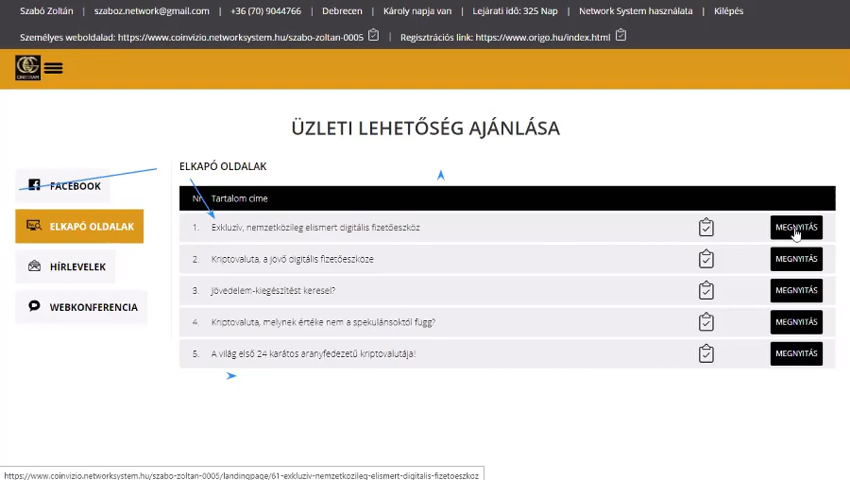 Szabó Zoltán | szaboz.network@gmail.com | +36 (70) 9044766 | Debrecen | Károly napja van | Lejárati idő: 325 Nap | Network System használata | Kilépés
Személyes weboldalad: https://www.coinvizio.networksystem.hu/szabo-zoltan-0005 | Regisztrációs link: https://www.origo.hu/index.html
ÜZLETI LEHETŐSÉG AJÁNLÁSA
FACEBOOK
ELKAPÓ OLDALAK
HÍRLEVELEK
WEBKONFERENCIA
ELKAPÓ OLDALAK
Nr Tartalom címe
1. Exkluzív, nemzetközileg elismert digitális fizetőeszköz MEGNYITÁS
2. Kriptovaluta, a jövő digitális fizetőeszköze MEGNYITÁS
3. Jövedelem-kiegészítést keresel? MEGNYITÁS
4. Kriptovaluta, melynek értéke nem a spekulánsoktól függ? MEGNYITÁS
5. A világ első 24 karátos aranyfedezetű kriptovalutája! MEGNYITÁS
https://www.coinvizio.networksystem.hu/szabo-zoltan-0005/landingpage/61-exkluziv-nemzetkozileg-elismert-digitalis-fizetoeszkoz